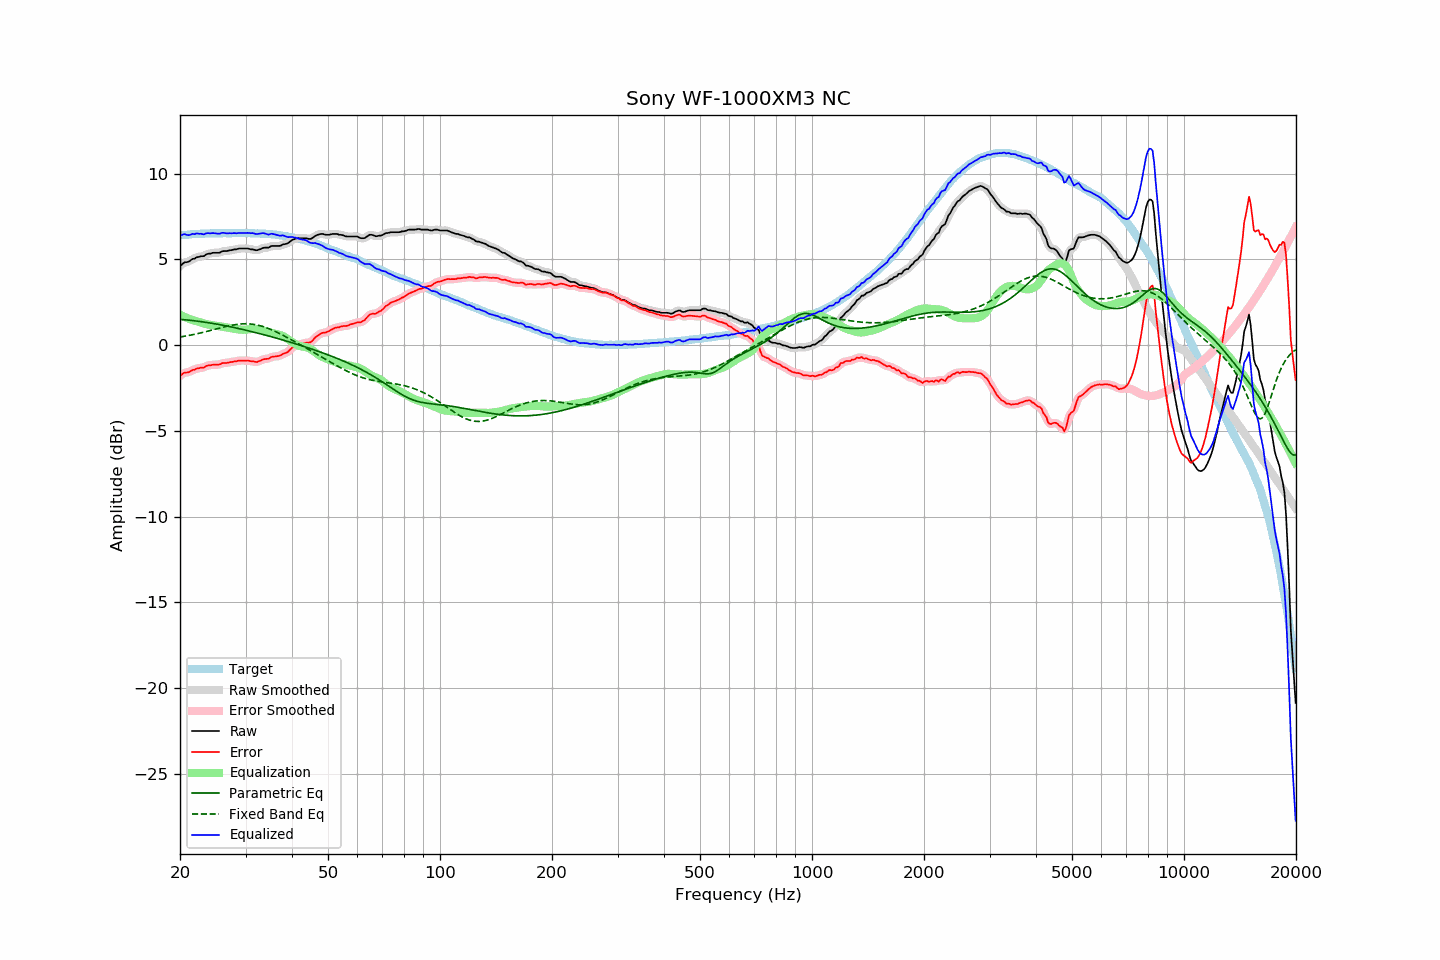 Sony WF-1000XM3 NC
Amplitude (dBr)
10
5
0
−5
−10
−15
−20
−25
Target
Raw Smoothed
Error Smoothed
Raw
Error
Equalization
Parametric Eq
Fixed Band Eq
Equalized
20 50 100 200 500 1000 2000 5000 10000 20000
Frequency (Hz)